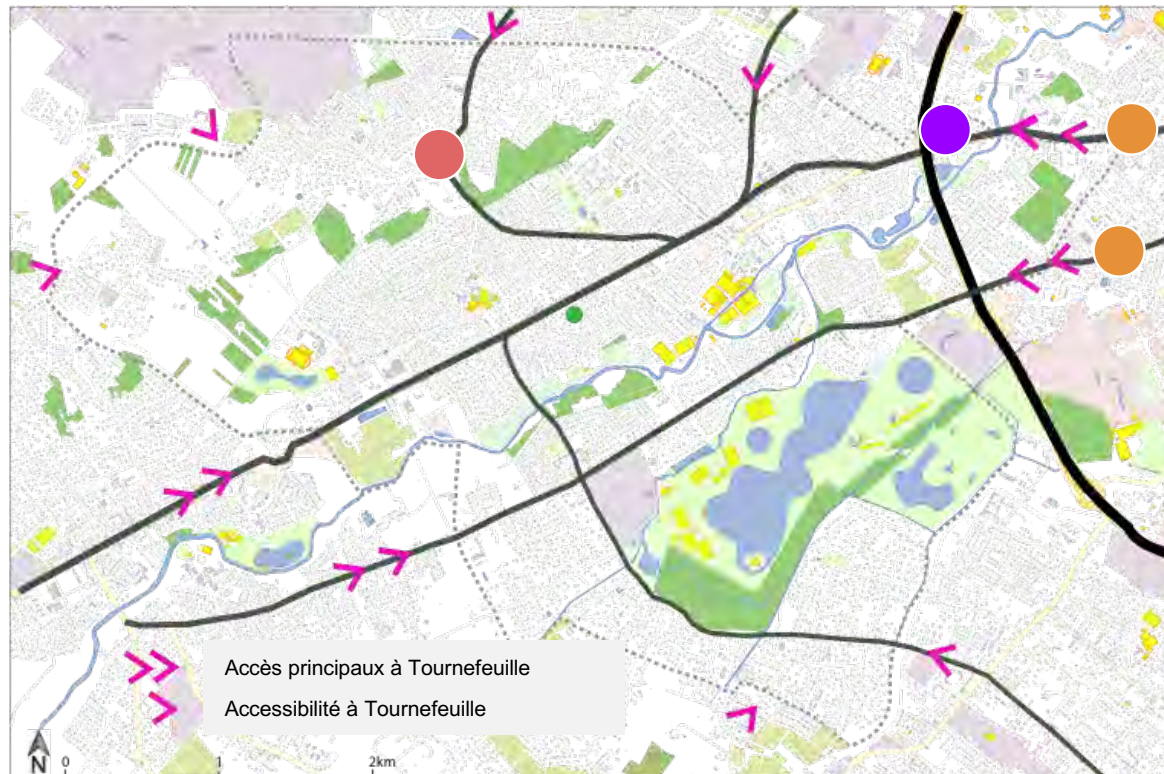 Accès principaux à Tournefeuille
Accessibilité à Tournefeuille
N
0 1 2km